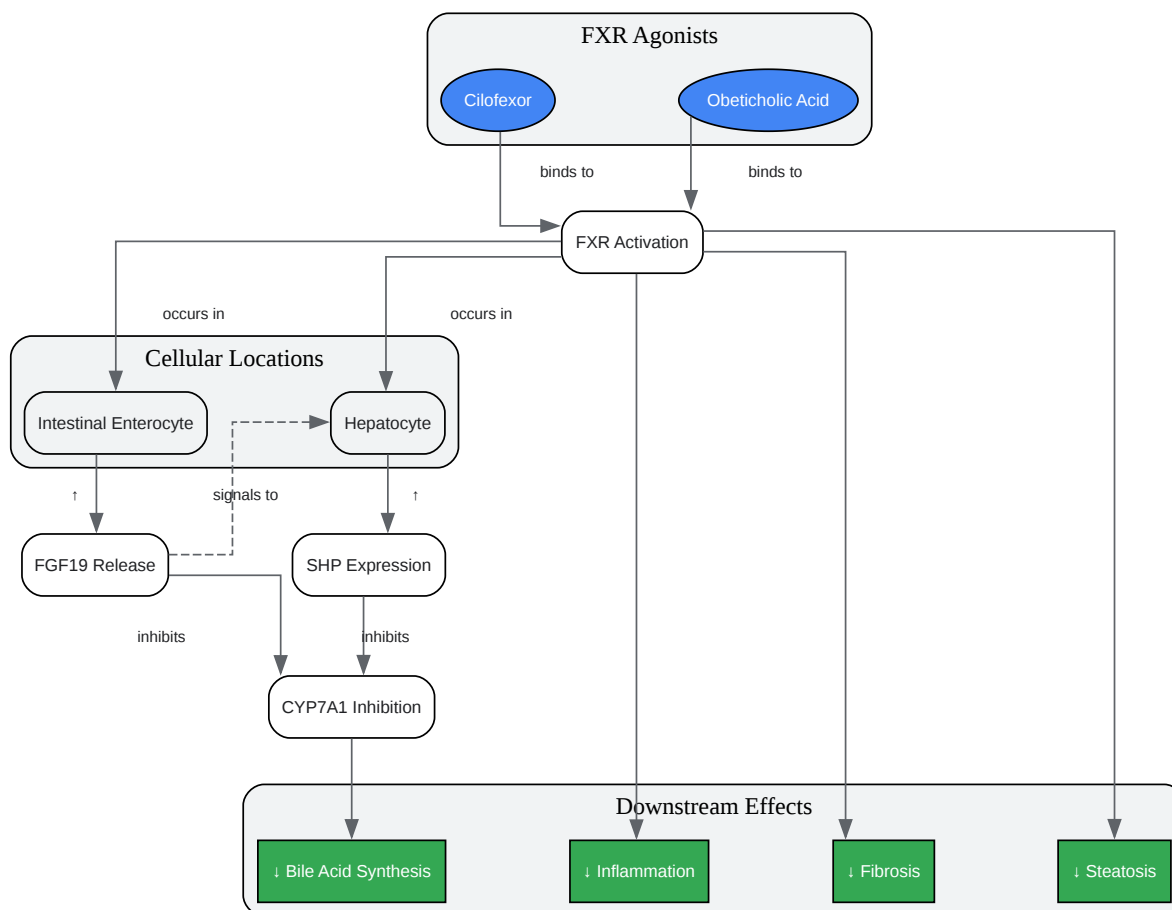 FXR Agonists
Cilofexor
Obeticholic Acid
binds to
binds to
FXR Activation
occurs in
occurs in
Cellular Locations
Intestinal Enterocyte
Hepatocyte
↑
signals to
↑
FGF19 Release
SHP Expression
inhibits
inhibits
CYP7A1 Inhibition
Downstream Effects
↓ Bile Acid Synthesis
↓ Inflammation
↓ Fibrosis
↓ Steatosis